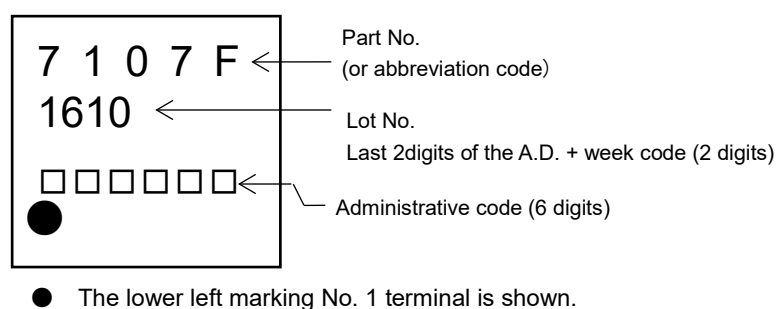 7 1 0 7 F
Part No.
(or abbreviation code)
1610
Lot No.
Last 2digits of the A.D. + week code (2 digits)
□□□□□□
Administrative code (6 digits)
● The lower left marking No. 1 terminal is shown.